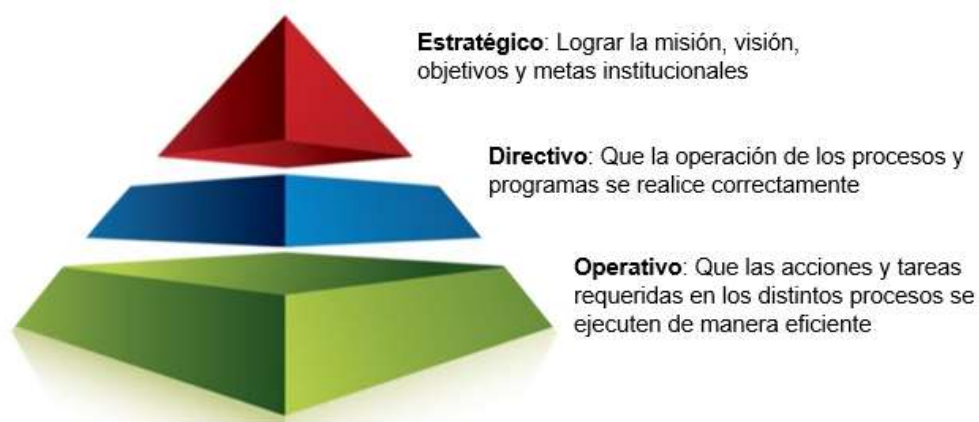 Estratégico: Lograr la misión, visión,
objetivos y metas institucionales
Directivo: Que la operación de los procesos y
programas se realice correctamente
Operativo: Que las acciones y tareas
requeridas en los distintos procesos se
ejecuten de manera eficiente